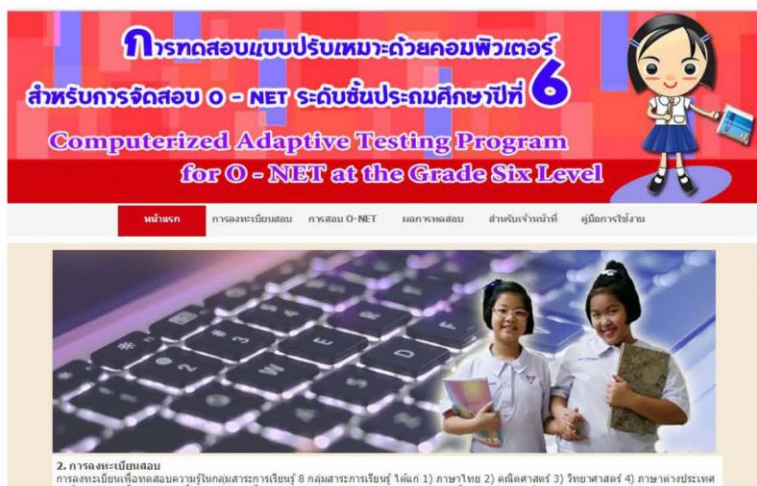 การทดสอบแบบปรับเหมาะด้วยคอมพิวเตอร์
สำหรับการจัดสอบ O - NET ระดับชั้นประถมศึกษาปีที่ 6
Computerized Adaptive Testing Program
for O - NET at the Grade Six Level
หน้าแรก การลงทะเบียนสอบ การสอบ O-NET ผลการทดสอบ สำหรับเจ้าหน้าที่ คู่มือการใช้งาน
2. การลงทะเบียนสอบ
การลงทะเบียนเพื่อทดสอบความรู้ในกลุ่มสาระการเรียนรู้ 8 กลุ่มสาระการเรียนรู้ ได้แก่ 1) ภาษาไทย 2) คณิตศาสตร์ 3) วิทยาศาสตร์ 4) ภาษาต่างประเทศ